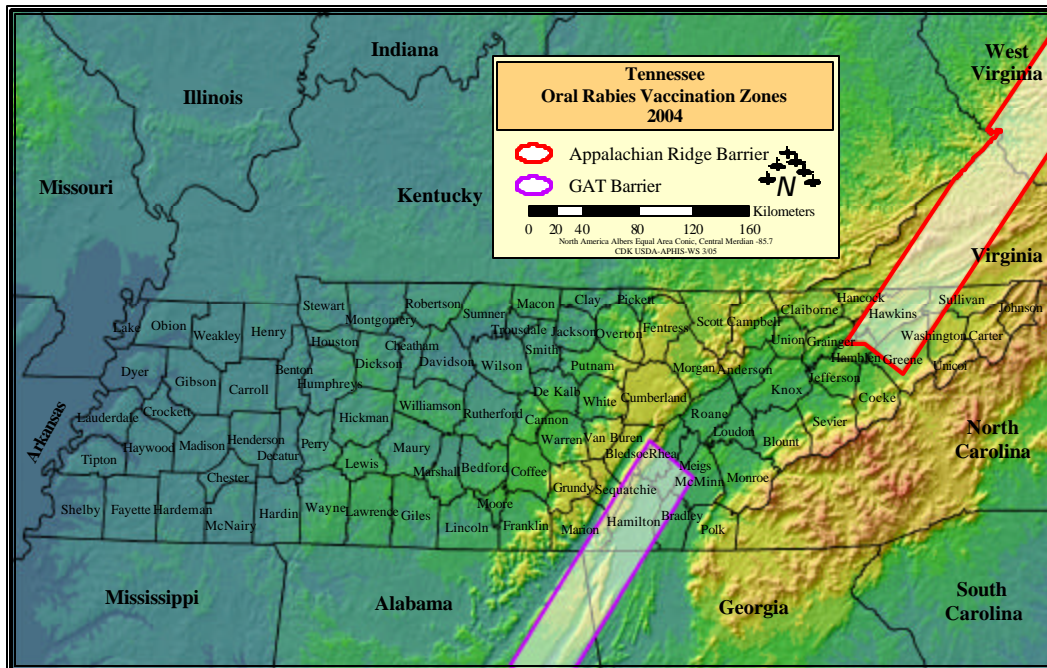 Indiana
West
Virginia
Illinois
Tennessee
Oral Rabies Vaccination Zones
2004
Appalachian Ridge Barrier
GAT Barrier
N
Kilometers
0 20 40 80 120 160
North America Albers Equal Area Conic, Central Merdian -85.7
CDK USDA-APHIS-WS 3/05
Missouri
Kentucky
Virginia
Arkansas
North
Carolina
South
Carolina
Mississippi
Alabama
Georgia
Lake
Obion
Weakley
Henry
Stewart
Montgomery
Robertson
Sumner
Macon
Trousdale
Clay
Jackson
Pickett
Overton
Fentress
Scott
Campbell
Claiborne
Union
Grainger
Hancock
Hawkins
Sullivan
Johnson
Washington
Carter
Unicoi
Greene
Hamblen
Jefferson
Cocke
Sevier
Knox
Anderson
Morgan
Roane
Loudon
Blount
Monroe
Cumberland
Putnam
Smith
Wilson
Davidson
Cheatham
Houston
Dickson
Humphreys
Benton
Dyer
Gibson
Carroll
Crockett
Lauderdale
Haywood
Madison
Henderson
Decatur
Perry
Hickman
Williamson
Rutherford
De Kalb
White
Cannon
Warren
Van Buren
Bledsoe
Rhea
Meigs
McMinn
Tipton
Chester
Lewis
Maury
Marshall
Bedford
Coffee
Grundy
Sequatchie
Shelby
Fayette
Hardeman
McNairy
Hardin
Wayne
Lawrence
Giles
Lincoln
Moore
Franklin
Marion
Hamilton
Bradley
Polk